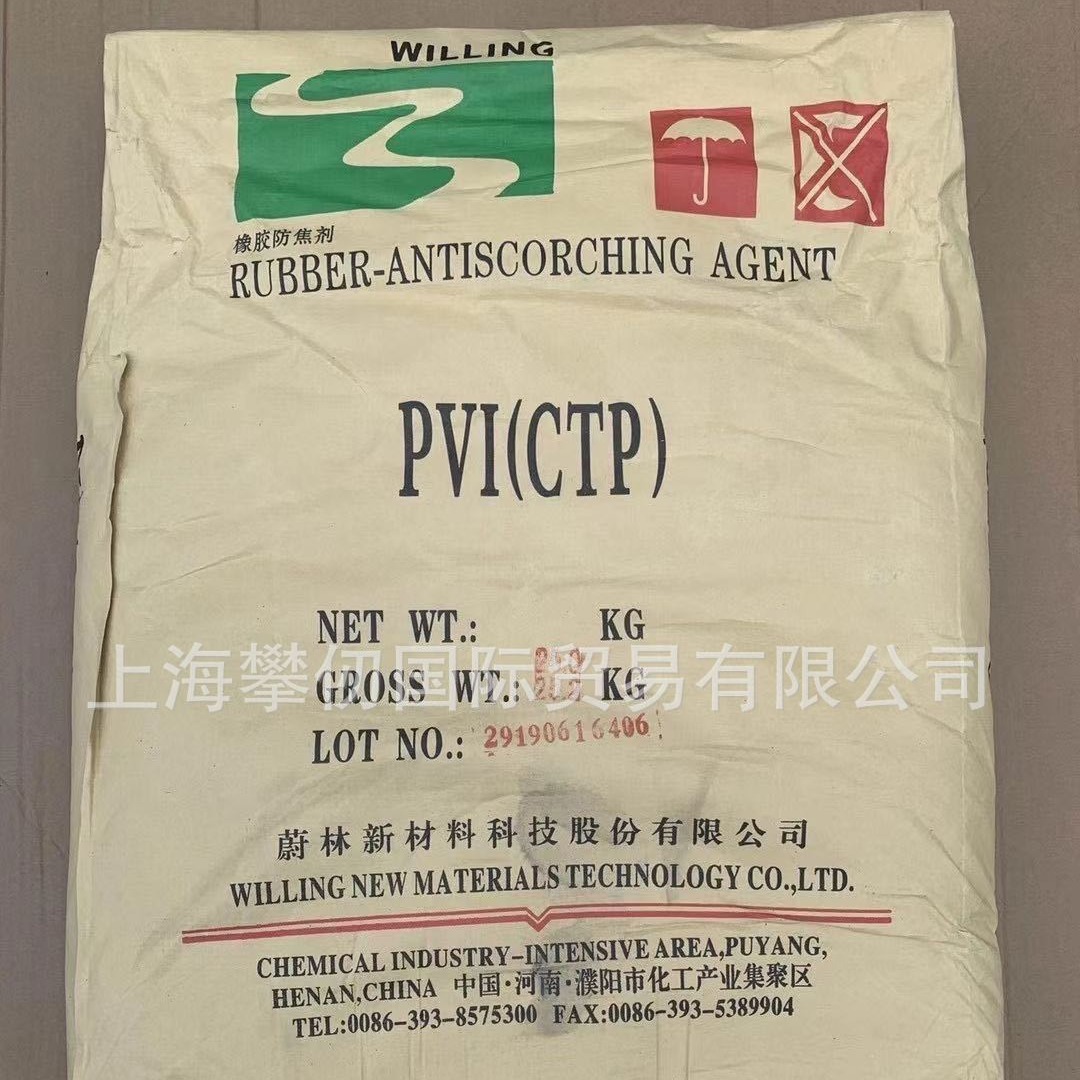 WILLING
橡胶防焦剂
RUBBER-ANTISCORCHING AGENT
PVI(CTP)
NET WT.: KG
GROSS WT.: KG
上海攀仞国际贸易有限公司
LOT NO.: 29190616406
蔚林新材料科技股份有限公司
WILLING NEW MATERIALS TECHNOLOGY CO.,LTD.
CHEMICAL INDUSTRY-INTENSIVE AREA,PUYANG,
HENAN,CHINA 中国·河南·濮阳市化工产业集聚区
TEL:0086-393-8575300 FAX:0086-393-5389904